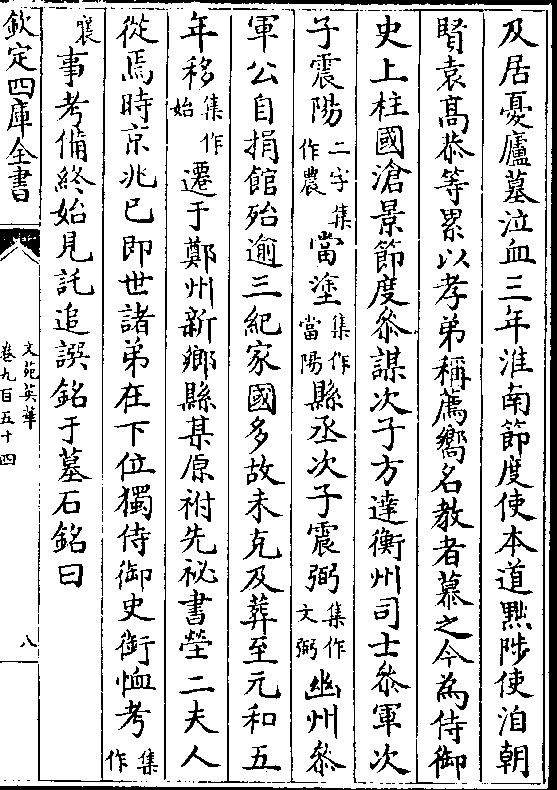 及居憂廬墓泣血三年淮南節度使本道黜陟使洎朝
賢袁高恭等累以孝弟稱薦嚮名教者慕之今為侍御
史上柱國滄景節度叅謀次子方逹衡州司士叅軍次
子震陽二字集作農當塗集作當陽縣丞次子震弼集作文弼幽州叅
軍公自捐館殆逾三紀家國多故未克及葬至元和五
年移集作始遷于鄭州新鄉縣某原祔先祕書塋二夫人
從焉時京兆已即世諸弟在下位獨侍御史銜恤考集作
襄事考備終始見託追譔銘于墓石銘曰
欽定四庫全書
文苑英華
卷九百五十四
八